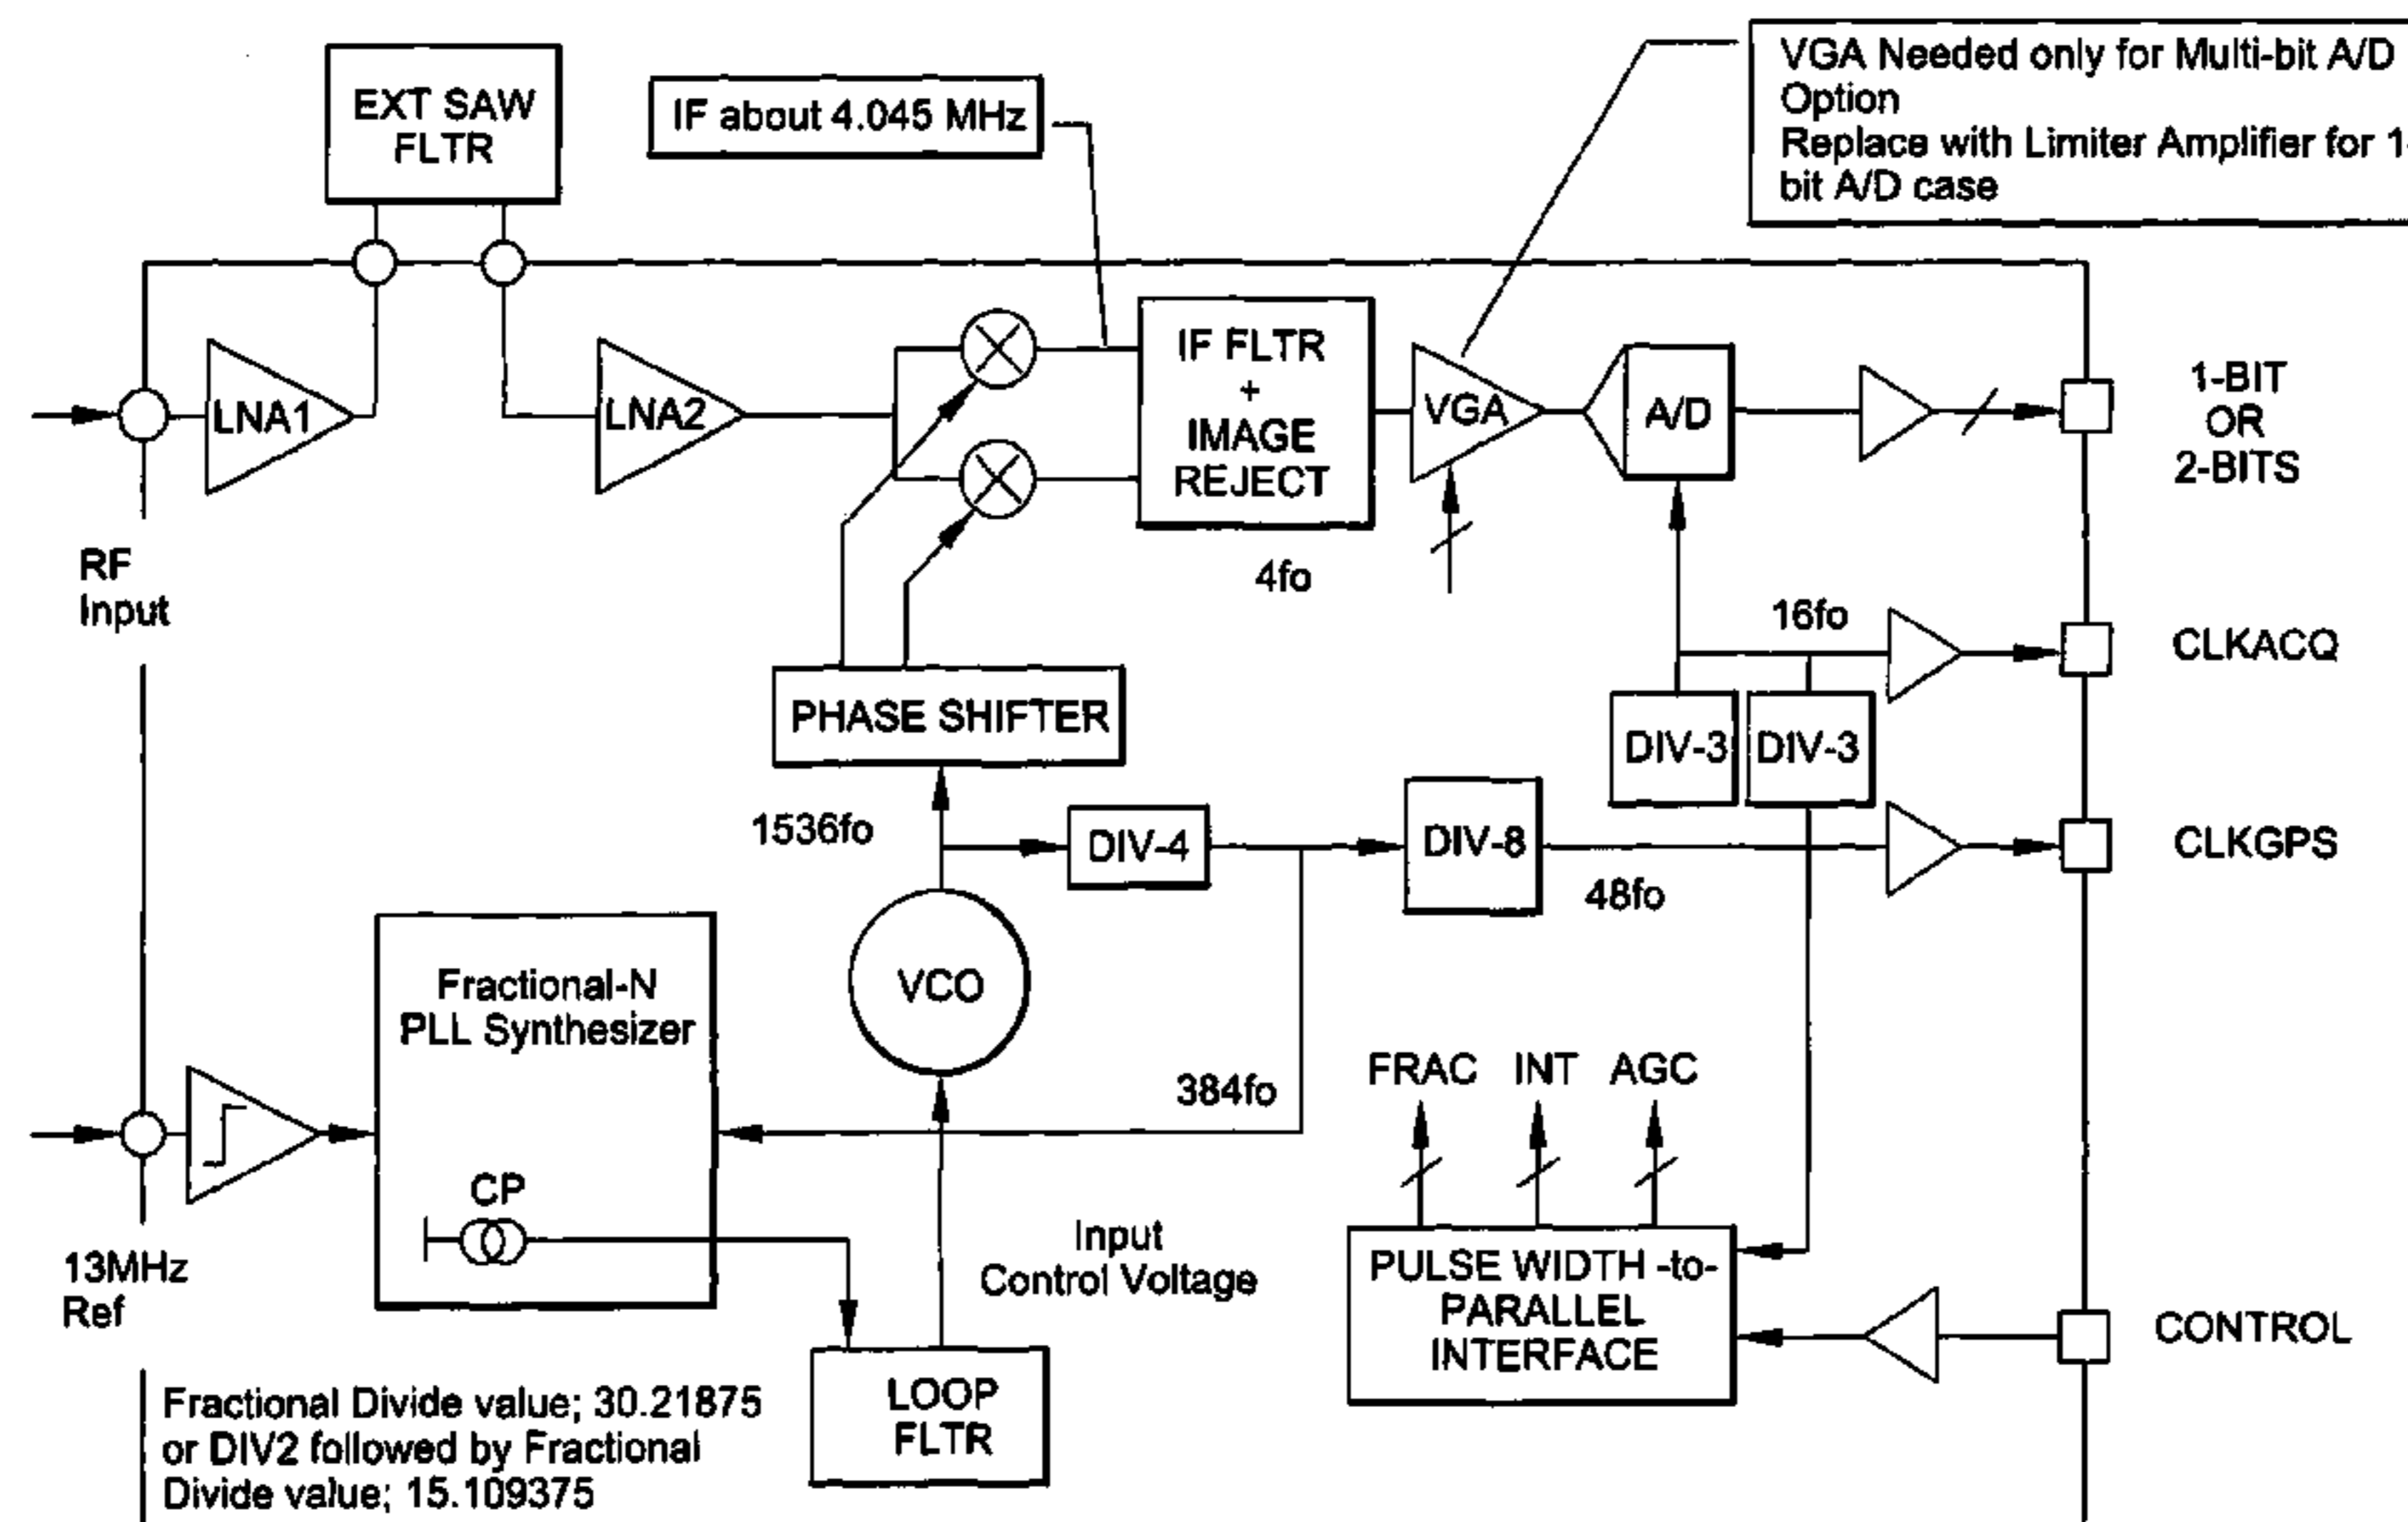 EXT SAW
FLTR
IF about 4.045 MHz
VGA Needed only for Multi-bit A/D
Option
Replace with Limiter Amplifier for 1-
bit A/D case
LNA1
LNA2
IF FLTR
+
IMAGE
REJECT
VGA
A/D
1-BIT
OR
2-BITS
RF
Input
4fo
16fo
CLKACQ
PHASE SHIFTER
DIV-3
DIV-3
1536fo
DIV-4
DIV-8
CLKGPS
48fo
Fractional-N
PLL Synthesizer
VCO
384fo
FRAC
INT
AGC
CP
13MHz
Ref
Input
Control Voltage
PULSE WIDTH -to-
PARALLEL
INTERFACE
CONTROL
LOOP
FLTR
Fractional Divide value; 30.21875
or DIV2 followed by Fractional
Divide value; 15.109375